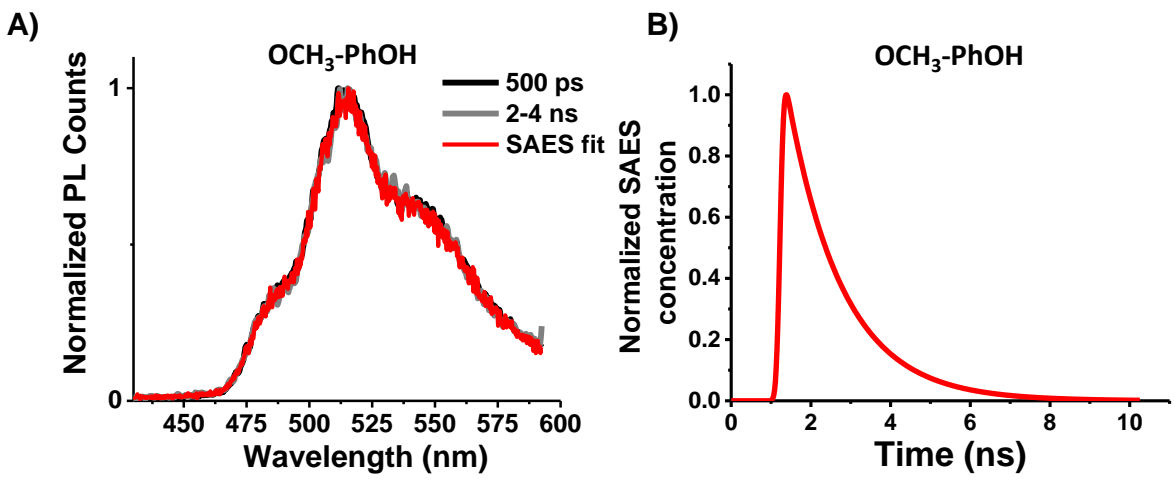 A)
OCH₃-PhOH
500 ps
2-4 ns
SAES fit
Normalized PL Counts
1
0
450 475 500 525 550 575 600
Wavelength (nm)
B)
OCH₃-PhOH
Normalized SAES
concentration
1.0
0.8
0.6
0.4
0.2
0.0
0 2 4 6 8 10
Time (ns)